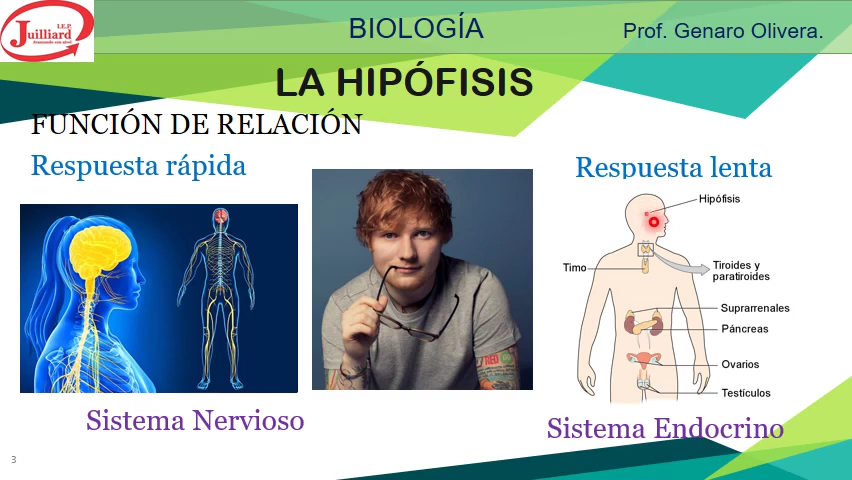 I.E.P.
Juilliard
Avanzando con nivel
BIOLOGÍA
Prof. Genaro Olivera.
LA HIPÓFISIS
FUNCIÓN DE RELACIÓN
Respuesta rápida
Respuesta lenta
Hipófisis
Timo
Tiroides y
paratiroides
Suprarrenales
Páncreas
Ovarios
Testículos
Sistema Nervioso
Sistema Endocrino
3